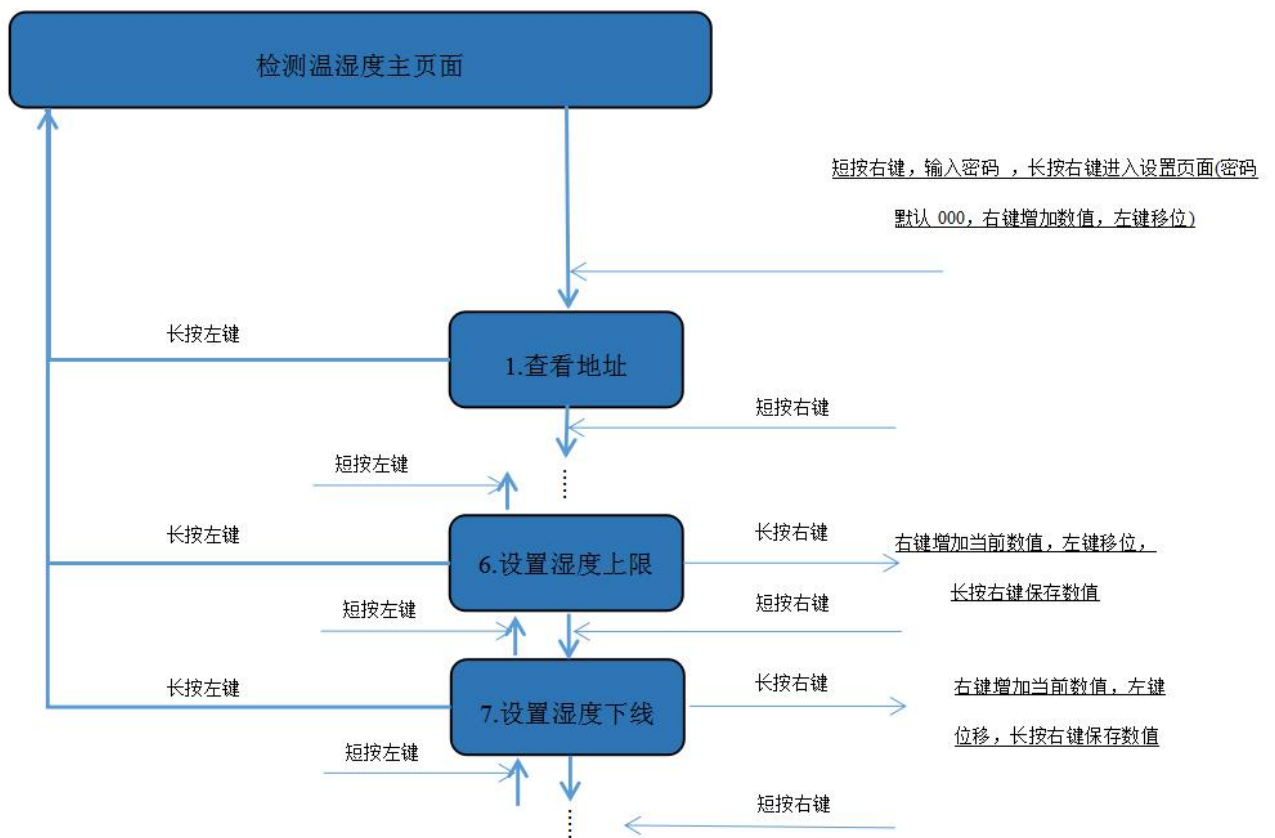 检测温湿度主页面
短按右键，输入密码 ，长按右键进入设置页面(密码
默认 000，右键增加数值，左键移位)
长按左键
1.查看地址
短按右键
短按左键
长按左键
6.设置湿度上限
长按右键
右键增加当前数值，左键移位，
长按右键保存数值
短按左键
短按右键
长按左键
7.设置湿度下线
长按右键
右键增加当前数值，左键
位移，长按右键保存数值
短按左键
短按右键